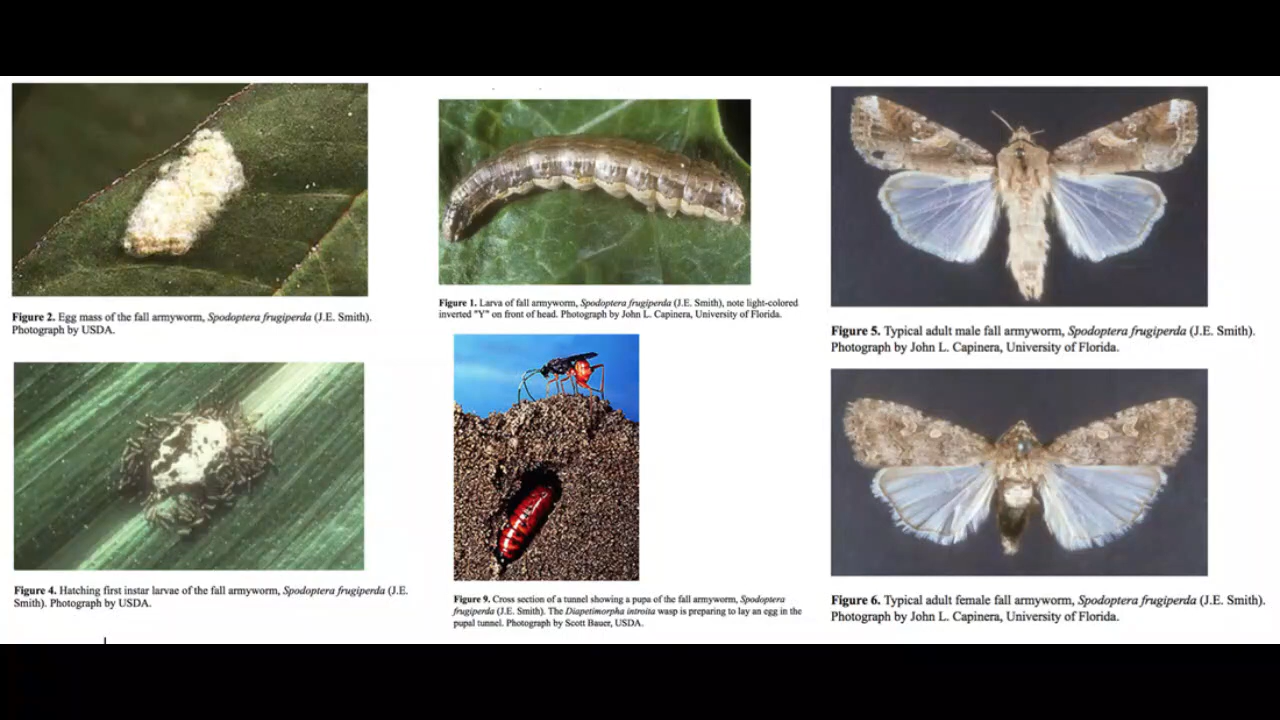 Figure 2. Egg mass of the fall armyworm, Spodoptera frugiperda (J.E. Smith).
Photograph by USDA.
Figure 4. Hatching first instar larvae of the fall armyworm, Spodoptera frugiperda (J.E.
Smith). Photograph by USDA.
Figure 1. Larva of fall armyworm, Spodoptera frugiperda (J.E. Smith), note light-colored
inverted "Y" on front of head. Photograph by John L. Capinera, University of Florida.
Figure 9. Cross section of a tunnel showing a pupa of the fall armyworm, Spodoptera
frugiperda (J.E. Smith). The Diapetimorpha introita wasp is preparing to lay an egg in the
pupal tunnel. Photograph by Scott Bauer, USDA.
Figure 5. Typical adult male fall armyworm, Spodoptera frugiperda (J.E. Smith).
Photograph by John L. Capinera, University of Florida.
Figure 6. Typical adult female fall armyworm, Spodoptera frugiperda (J.E. Smith).
Photograph by John L. Capinera, University of Florida.